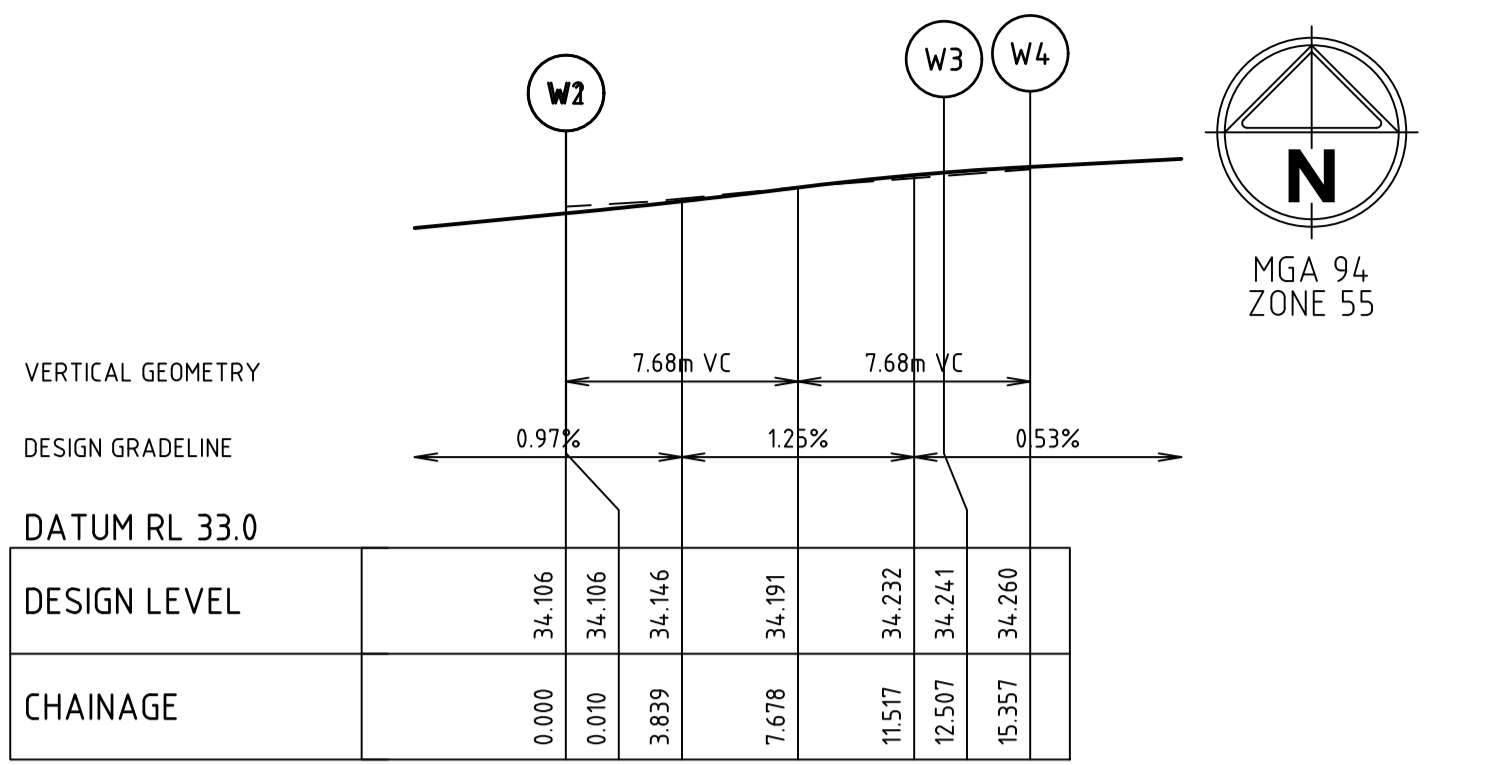 W3
W4
N
MGA 94
ZONE 55
VERTICAL GEOMETRY
7.68m VC
7.68m VC
DESIGN GRADELINE
0.97%
1.25%
0.53%
DATUM RL 33.0
DESIGN LEVEL
34.106
34.106
34.146
34.191
34.232
34.241
34.260
CHAINAGE
0.000
0.010
3.839
7.678
11.517
12.507
15.357